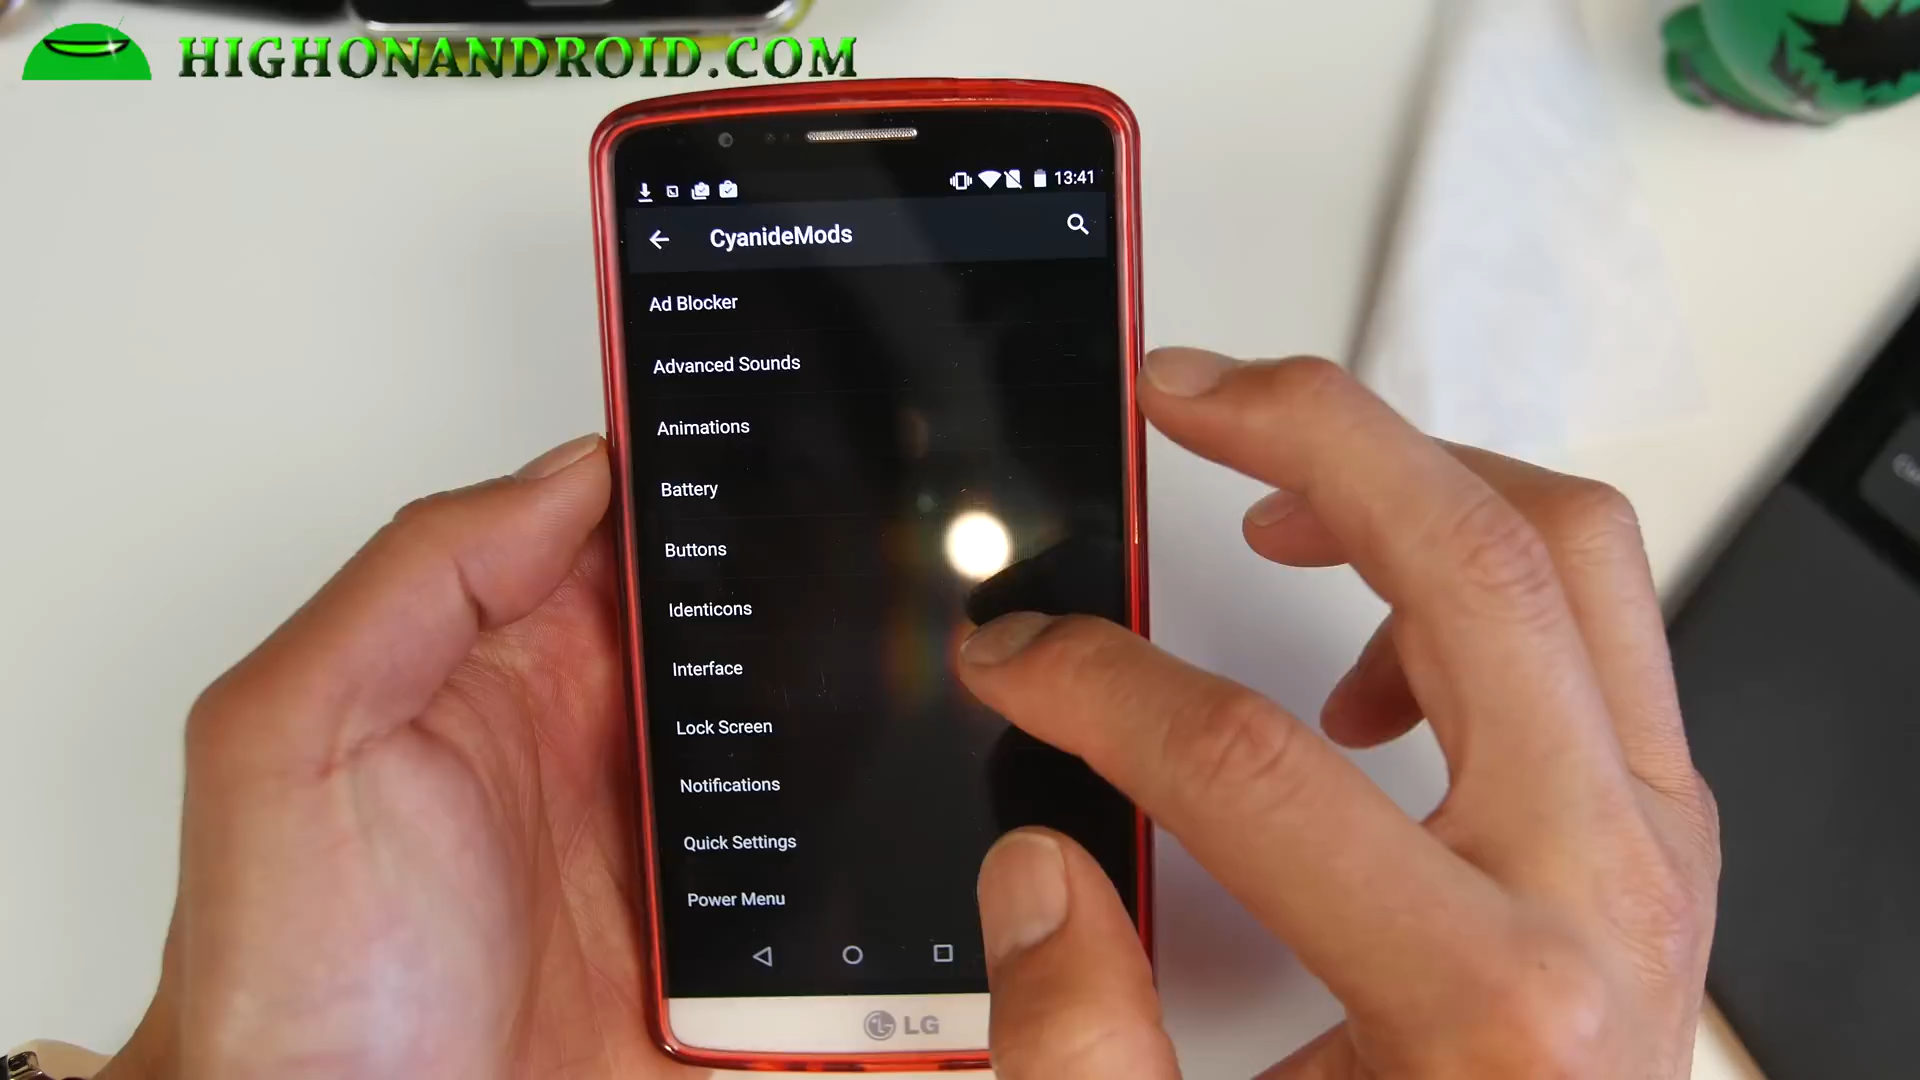 HIGHONANDROID.COM
13:41
CyanideMods
Ad Blocker
Advanced Sounds
Animations
Battery
Buttons
Identicons
Interface
Lock Screen
Notifications
Quick Settings
Power Menu
LG